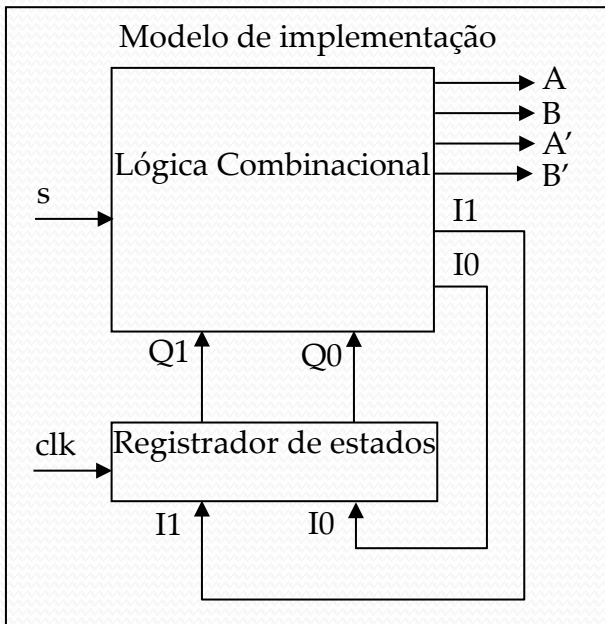 Modelo de implementação
A
B
Lógica Combinacional
A’
B’
s
I1
I0
Q1
Q0
Registrador de estados
clk
I1
I0